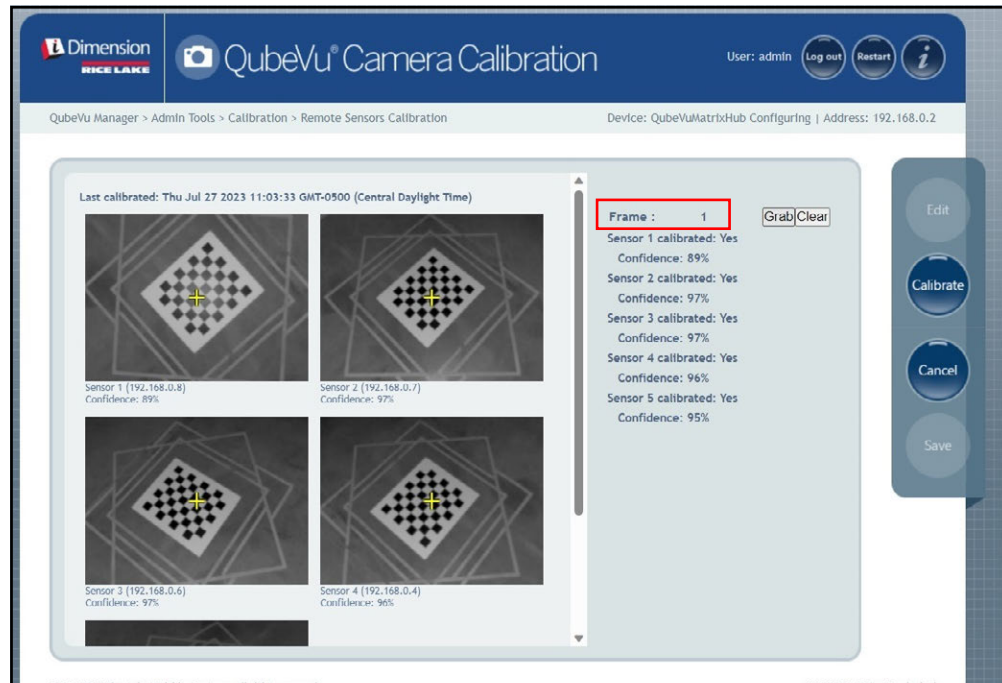 iDimension
RICE LAKE
QubeVu® Camera Calibration
User: admin
Log out
Restart
i
QubeVu Manager > Admin Tools > Calibration > Remote Sensors Calibration
Device: QubeVuMatrixHub Configuring | Address: 192.168.0.2
Last calibrated: Thu Jul 27 2023 11:03:33 GMT-0500 (Central Daylight Time)
Sensor 1 (192.168.0.8)
Confidence: 89%
Sensor 2 (192.168.0.7)
Confidence: 97%
Sensor 3 (192.168.0.6)
Confidence: 97%
Sensor 4 (192.168.0.4)
Confidence: 96%
Frame : 1
Grab Clear
Sensor 1 calibrated: Yes
Confidence: 89%
Sensor 2 calibrated: Yes
Confidence: 97%
Sensor 3 calibrated: Yes
Confidence: 97%
Sensor 4 calibrated: Yes
Confidence: 96%
Sensor 5 calibrated: Yes
Confidence: 95%
Edit
Calibrate
Cancel
Save